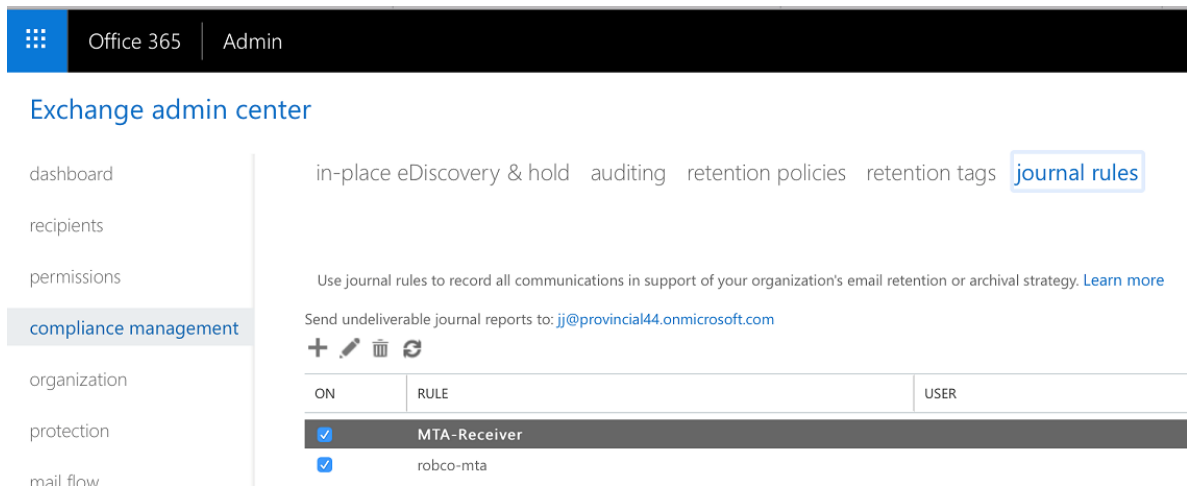 Office 365 Admin
Exchange admin center
dashboard
recipients
permissions
compliance management
organization
protection
mail flow
in-place eDiscovery & hold auditing retention policies retention tags journal rules
Use journal rules to record all communications in support of your organization's email retention or archival strategy. Learn more
Send undeliverable journal reports to: jj@provincial44.onmicrosoft.com
ON RULE USER
MTA-Receiver
robco-mta